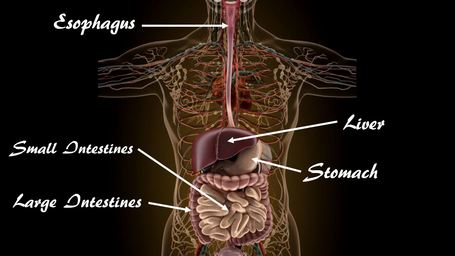 Esophagus
Liver
Small Intestines
Stomach
Large Intestines